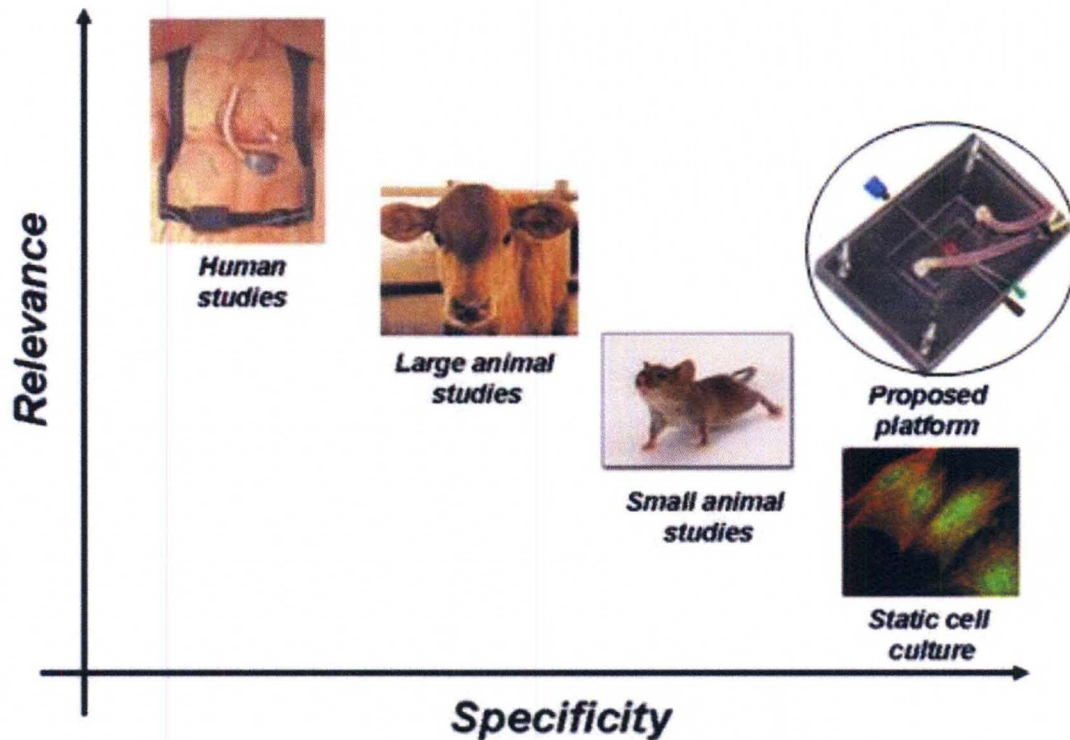 Relevance
Human
studies
Large animal
studies
Small animal
studies
Proposed
platform
Static cell
culture
Specificity